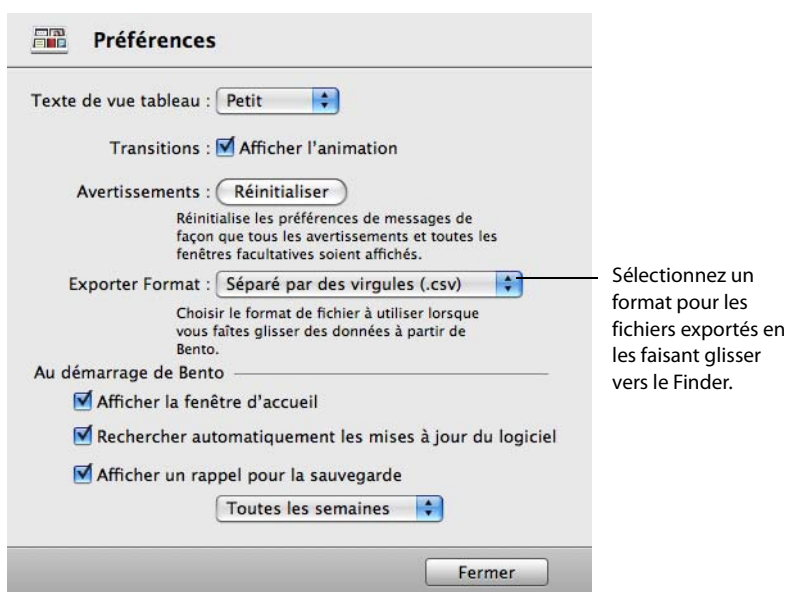 Préférences
Texte de vue tableau : Petit
Transitions : Afficher l'animation
Avertissements : Réinitialiser
Réinitialise les préférences de messages de
façon que tous les avertissements et toutes les
fenêtres facultatives soient affichés.
Exporter Format : Séparé par des virgules (.csv)
Choisir le format de fichier à utiliser lorsque
vous faîtes glisser des données à partir de
Bento.
Sélectionnez un
format pour les
fichiers exportés en
les faisant glisser
vers le Finder.
Au démarrage de Bento
Afficher la fenêtre d'accueil
Rechercher automatiquement les mises à jour du logiciel
Afficher un rappel pour la sauvegarde
Toutes les semaines
Fermer